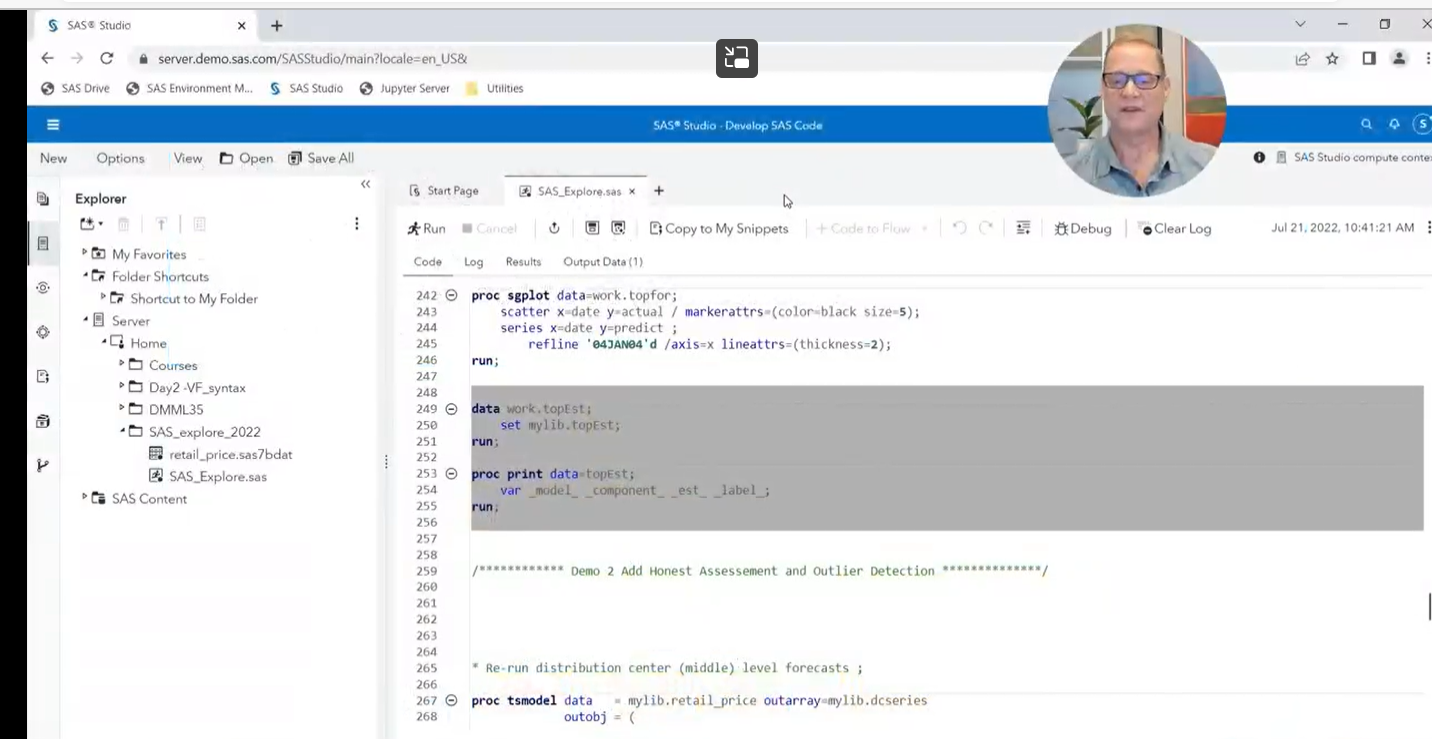 SAS® Studio
server.demo.sas.com/SASStudio/main?locale=en_US&
SAS Drive SAS Environment M... SAS Studio Jupyter Server Utilities
SAS® Studio - Develop SAS Code
New Options View Open Save All
SAS Studio compute conte
Explorer
My Favorites
Folder Shortcuts
Shortcut to My Folder
Server
Home
Courses
Day2 -VF_syntax
DMML35
SAS_explore_2022
retail_price.sas7bdat
SAS_Explore.sas
SAS Content
Start Page SAS_Explore.sas
Run Cancel Copy to My Snippets Code to Flow Debug Clear Log Jul 21, 2022, 10:41:21 AM
Code Log Results Output Data (1)
242 proc sgplot data=work.topfor;
243 scatter x=date y=actual / markerattrs=(color=black size=5);
244 series x=date y=predict ;
245 refline '04JAN04'd /axis=x lineattrs=(thickness=2);
246 run;
247
248
249 data work.topEst;
250 set mylib.topEst;
251 run;
252
253 proc print data=topEst;
254 var _model_ _component_ _est_ _label_;
255 run;
256
257
258
259 /************ Demo 2 Add Honest Assessement and Outlier Detection **************/
260
261
262
263
264
265 * Re-run distribution center (middle) level forecasts ;
266
267 proc tsmodel data = mylib.retail_price outarray=mylib.dcseries
268 outobj = (